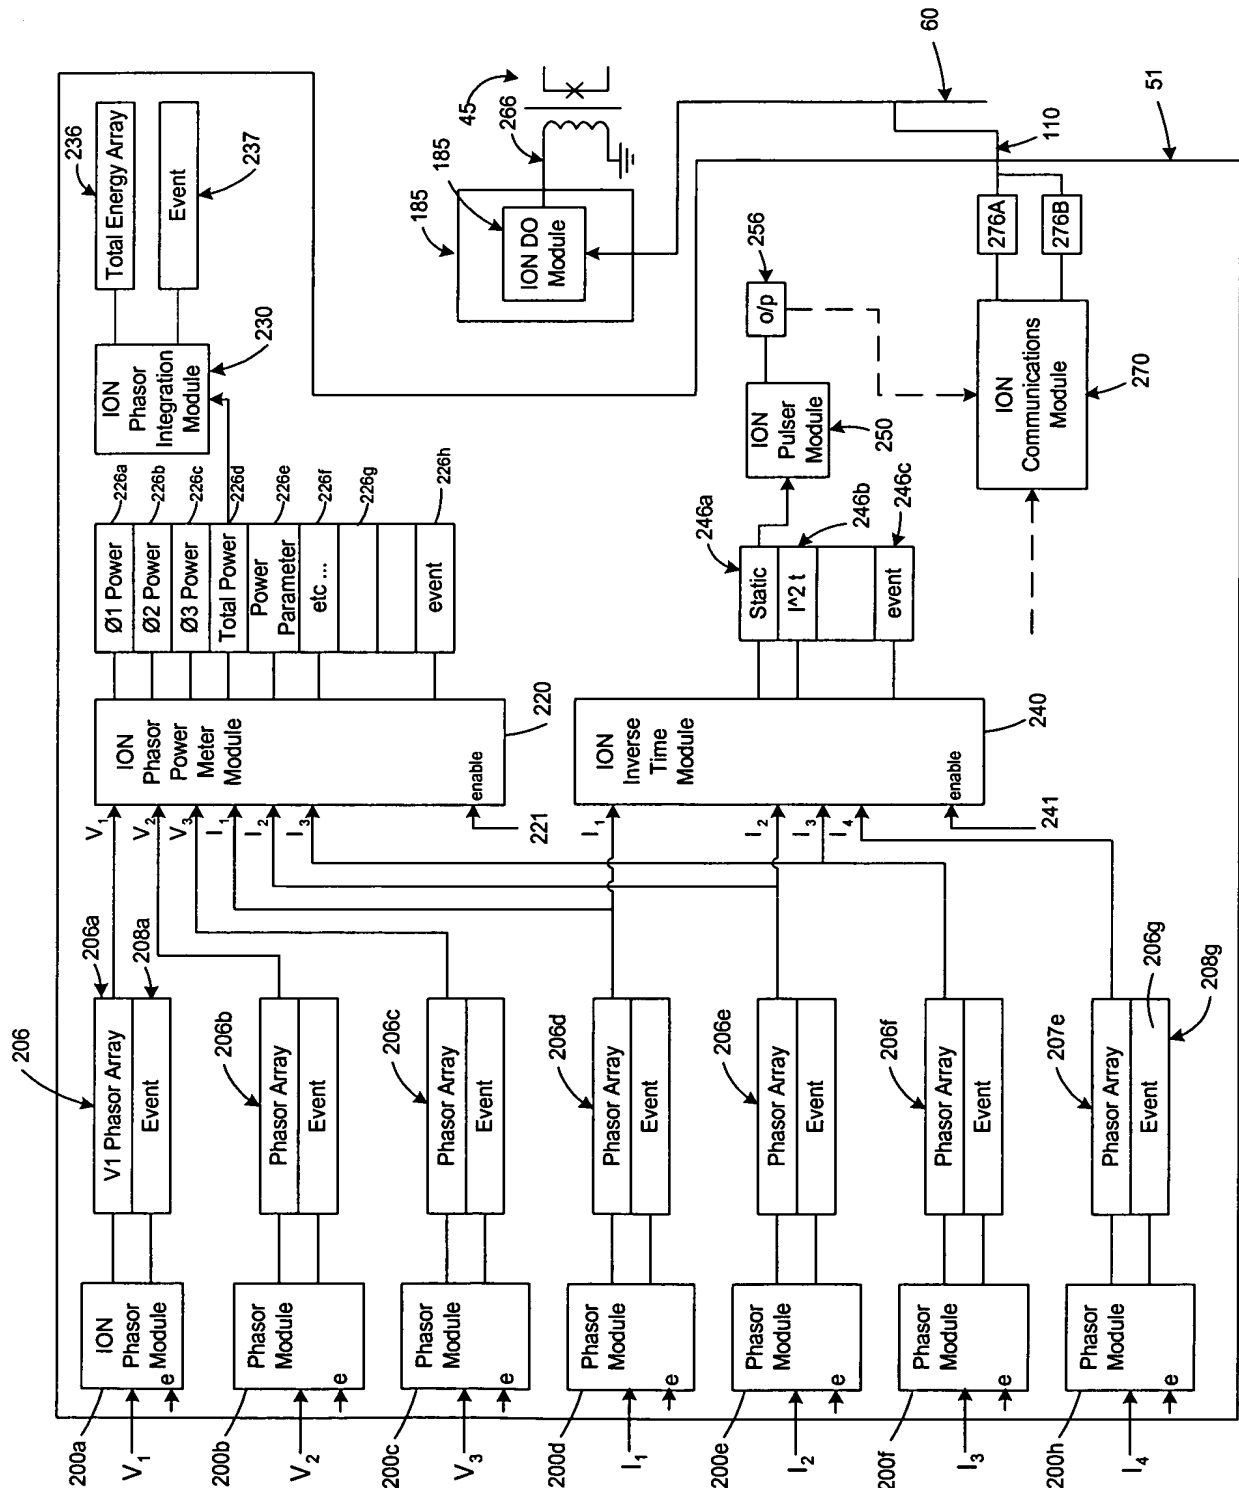 200a
V1
ION
Phasor
Module
e
206
V1 Phasor Array
Event
206a
208a
200b
V2
Phasor
Module
e
Phasor Array
Event
206b
200c
V3
Phasor
Module
e
Phasor Array
Event
206c
200d
I1
Phasor
Module
e
Phasor Array
Event
206d
200e
I2
Phasor
Module
e
Phasor Array
Event
206e
200f
I3
Phasor
Module
e
Phasor Array
Event
206f
200h
I4
Phasor
Module
e
Phasor Array
Event
207e
206g
208g
V1
V2
V3
I1
I2
I3
ION
Phasor
Power
Meter
Module
enable
221
220
Ø1 Power
Ø2 Power
Ø3 Power
Total Power
Power
Parameter
etc ...
event
226a
226b
226c
226d
226e
226f
226g
226h
ION
Phasor
Integration
Module
230
Total Energy Array
Event
236
237
I1
I2
I3
I4
ION
Inverse
Time
Module
enable
241
240
Static
I^2 t
event
246a
246b
246c
ION
Pulser
Module
250
o/p
256
ION DO
Module
185
185
266
45
ION
Communications
Module
270
276A
276B
110
60
51